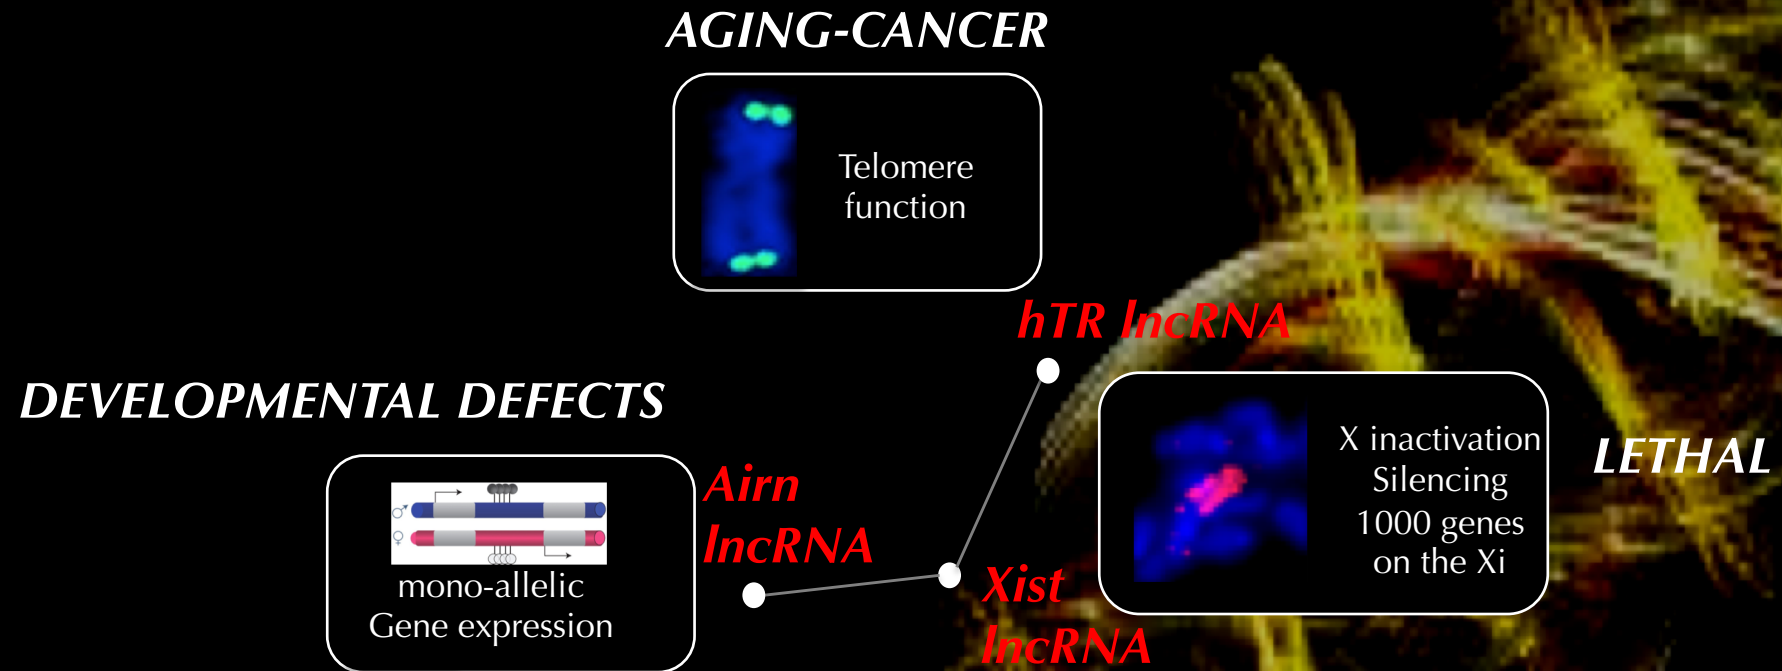 AGING-CANCER
Telomere
function
hTR lncRNA
DEVELOPMENTAL DEFECTS
mono-allelic
Gene expression
Airn
lncRNA
Xist
lncRNA
X inactivation
Silencing
1000 genes
on the Xi
LETHAL